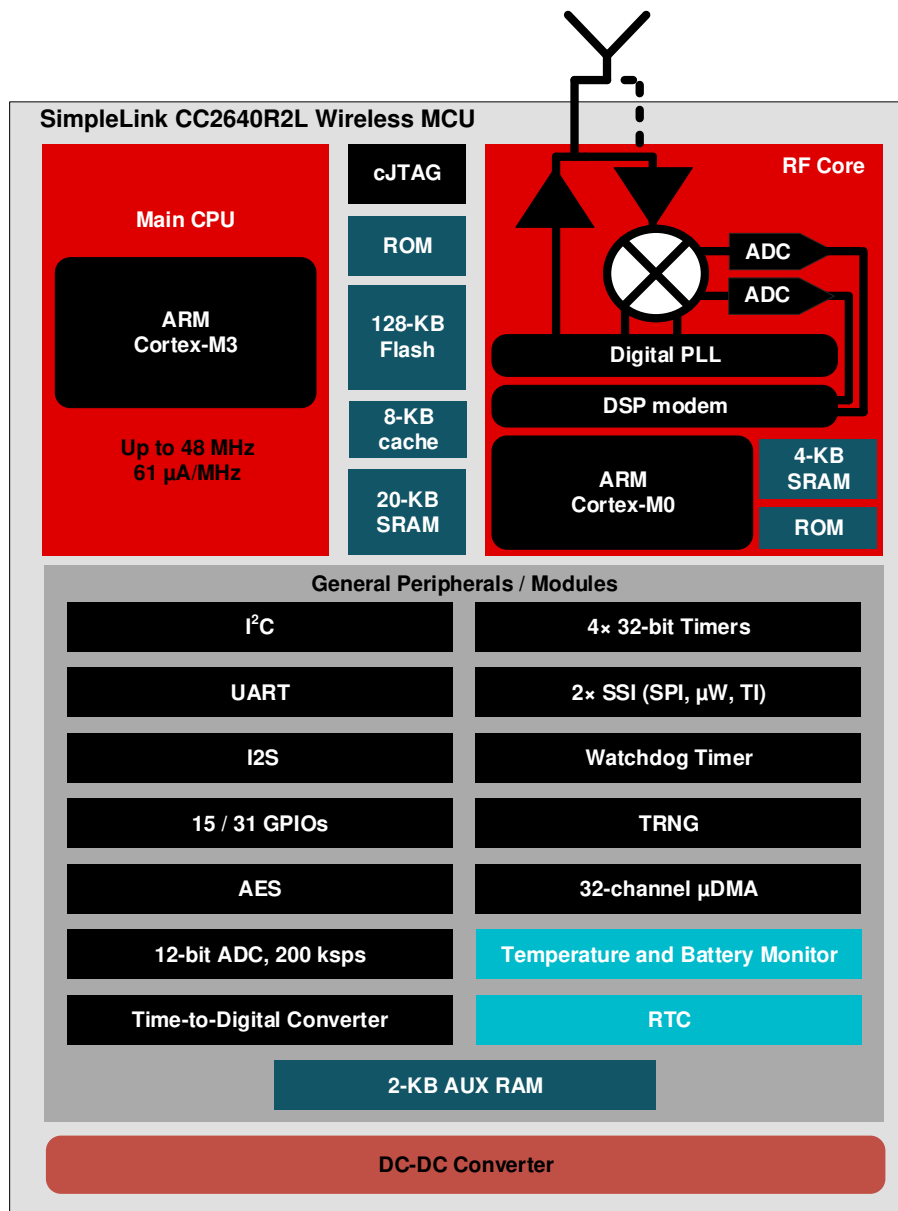 SimpleLink CC2640R2L Wireless MCU
Main CPU
ARM
Cortex-M3
Up to 48 MHz
61 µA/MHz
cJTAG
ROM
128-KB
Flash
8-KB
cache
20-KB
SRAM
RF Core
ADC
ADC
Digital PLL
DSP modem
ARM
Cortex-M0
4-KB
SRAM
ROM
General Peripherals / Modules
I²C
4× 32-bit Timers
UART
2× SSI (SPI, µW, TI)
I2S
Watchdog Timer
15 / 31 GPIOs
TRNG
AES
32-channel µDMA
12-bit ADC, 200 ksps
Temperature and Battery Monitor
Time-to-Digital Converter
RTC
2-KB AUX RAM
DC-DC Converter